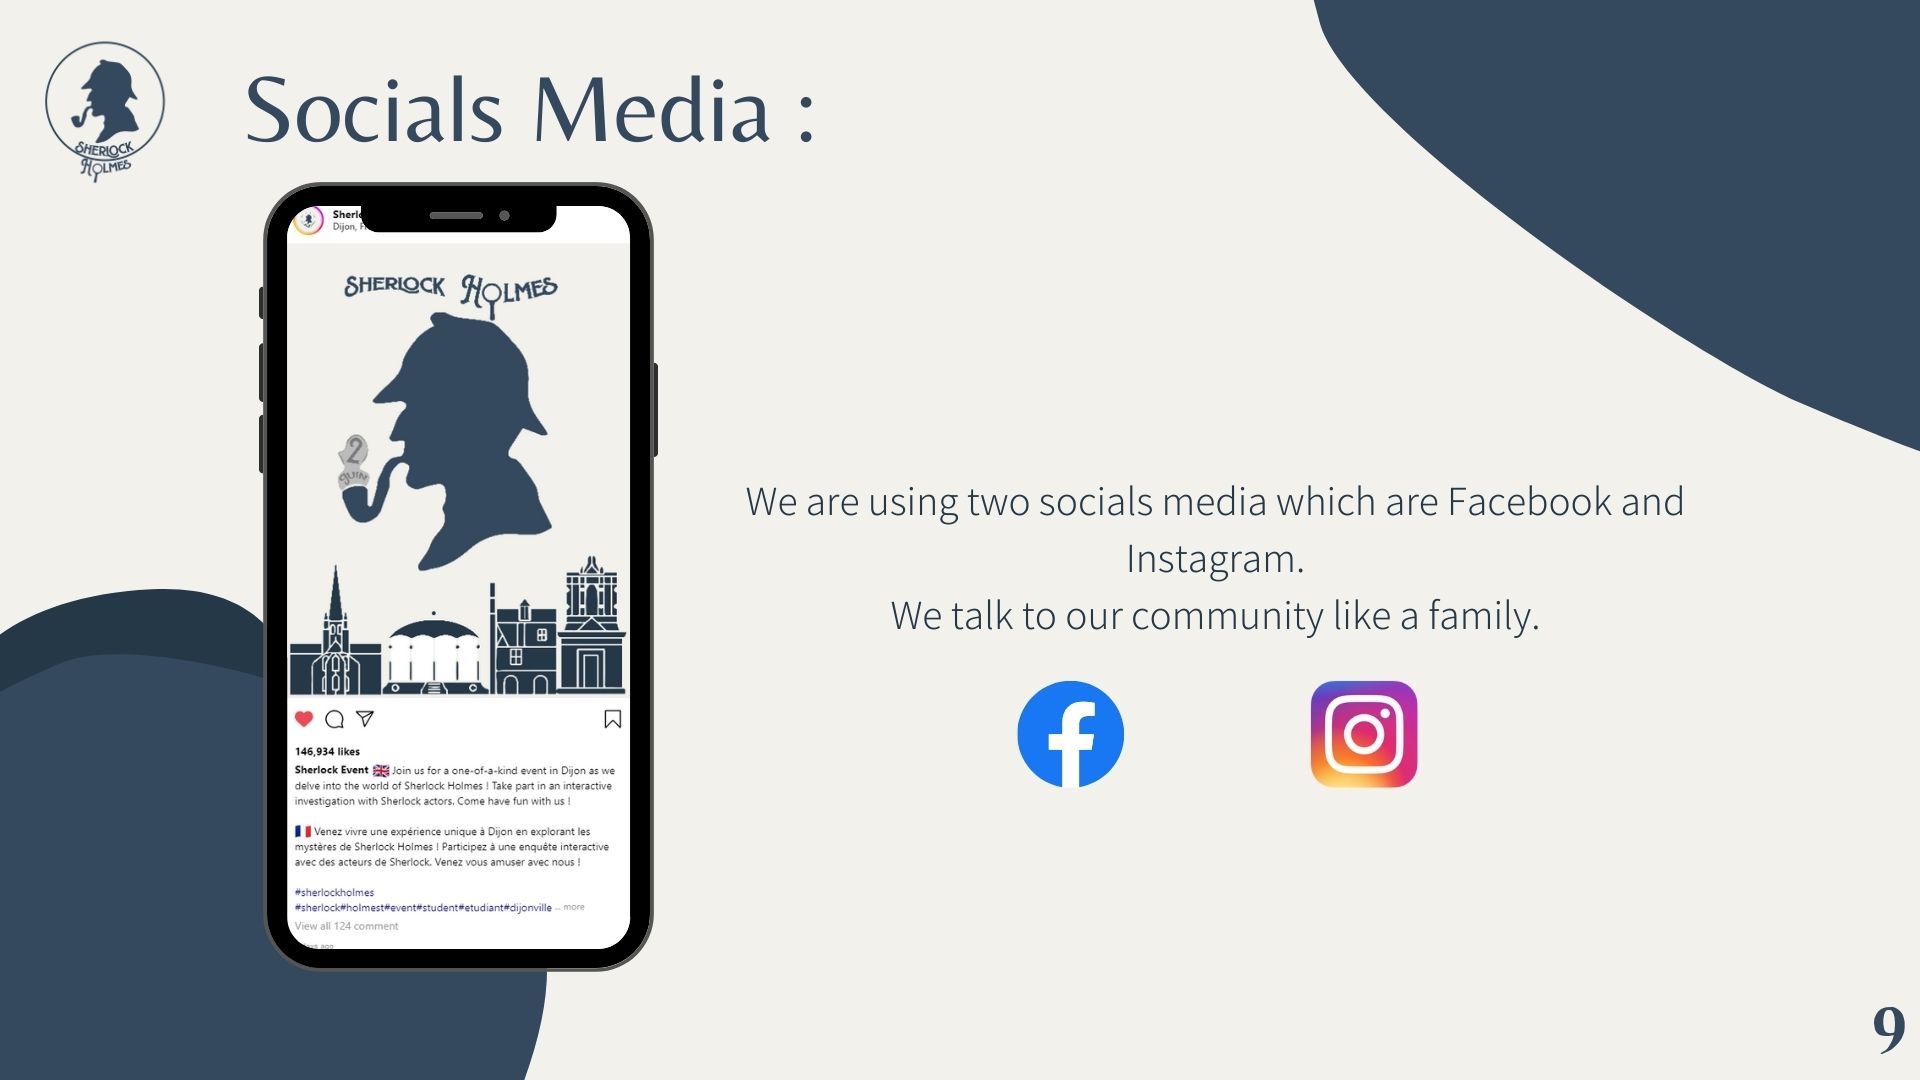 SHERLOCK
HOLMES
Socials Media :
Dijon,
SHERLOCK HOLMES
2
JUIN
146,934 likes
Sherlock Event 🇬🇧 Join us for a one-of-a-kind event in Dijon as we
delve into the world of Sherlock Holmes ! Take part in an interactive
investigation with Sherlock actors. Come have fun with us !
🇫🇷 Venez vivre une expérience unique à Dijon en explorant les
mystères de Sherlock Holmes ! Participez à une enquête interactive
avec des acteurs de Sherlock. Venez vous amuser avec nous !
#sherlockholmes
#sherlock#holmest#event#student#etudiant#dijonville ... more
View all 124 comment
ago
We are using two socials media which are Facebook and
Instagram.
We talk to our community like a family.
9